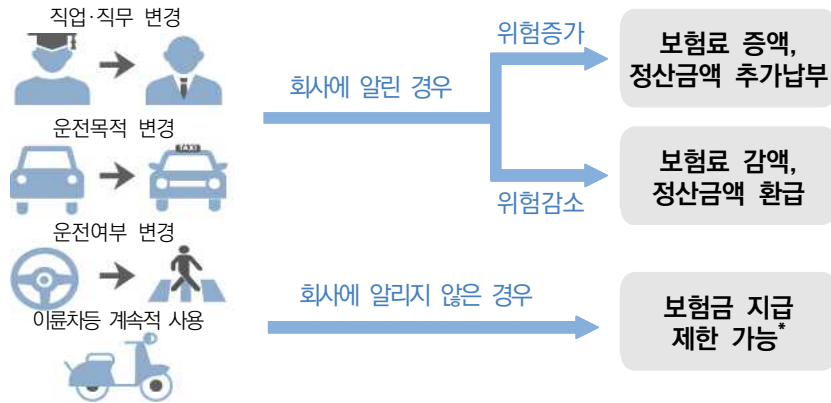 직업·직무 변경
운전목적 변경
TAXI
운전여부 변경
이륜차등 계속적 사용
회사에 알린 경우
위험증가
위험감소
보험료 증액,
정산금액 추가납부
보험료 감액,
정산금액 환급
회사에 알리지 않은 경우
보험금 지급
제한 가능*